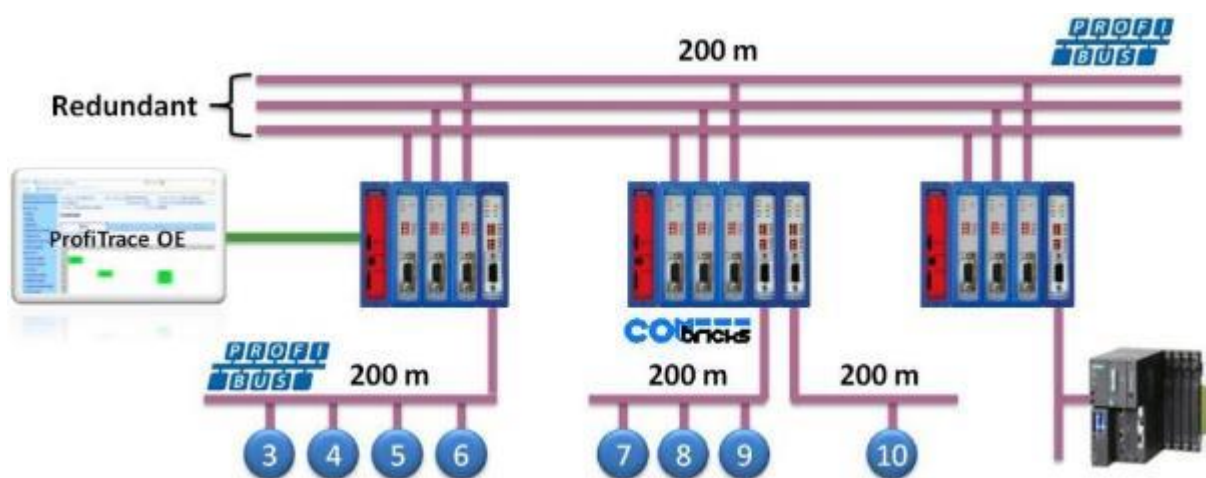 PROFI
BUS
200 m
Redundant
ProfiTrace OE
COMbricks
PROFI
BUS
200 m
200 m
200 m
3
4
5
6
7
8
9
10